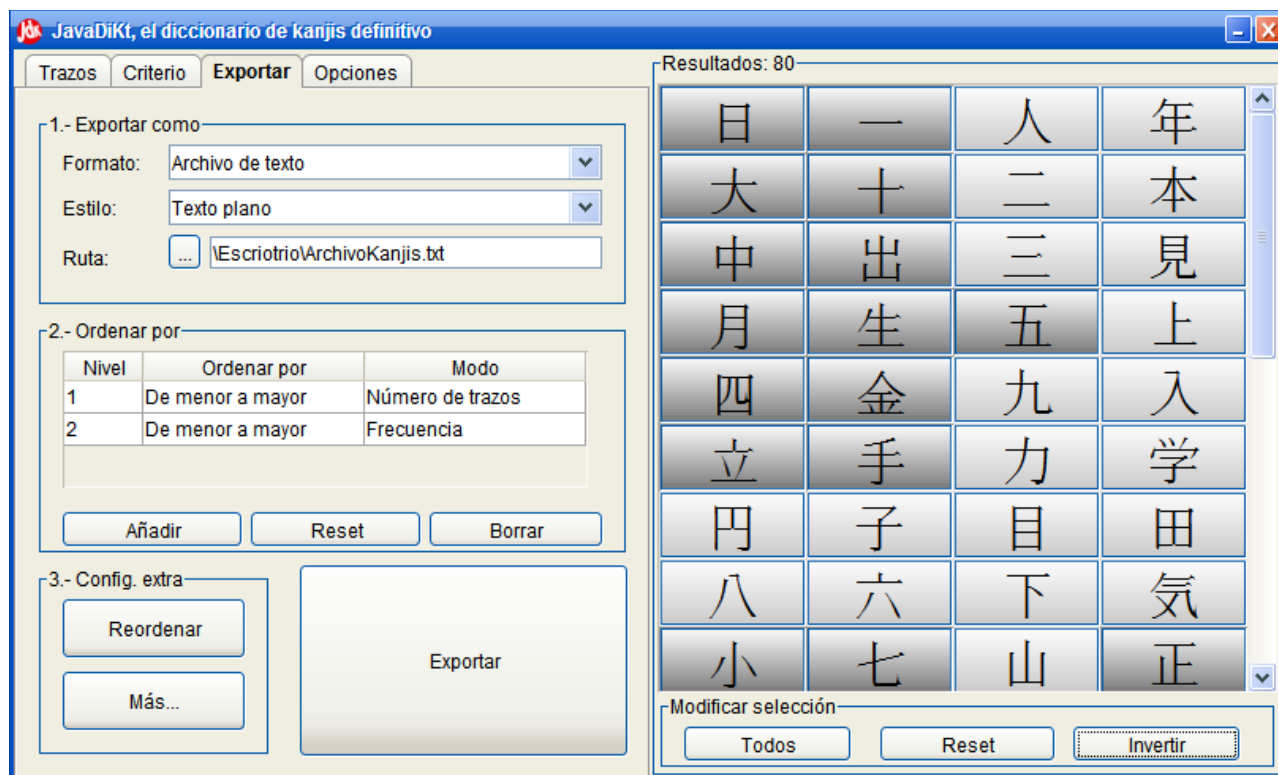 JavaDiKt, el diccionario de kanjis definitivo
Trazos Criterio Exportar Opciones
1.- Exportar como
Formato: Archivo de texto
Estilo: Texto plano
Ruta: ... \Escriotrio\ArchivoKanjis.txt
2.- Ordenar por
Nivel Ordenar por Modo
1 De menor a mayor Número de trazos
2 De menor a mayor Frecuencia
Añadir Reset Borrar
3.- Config. extra
Reordenar
Más...
Exportar
Resultados: 80
日 一 人 年
大 十 二 本
中 出 三 見
月 生 五 上
四 金 九 入
立 手 力 学
円 子 目 田
八 六 下 気
小 七 山 正
Modificar selección
Todos Reset Invertir